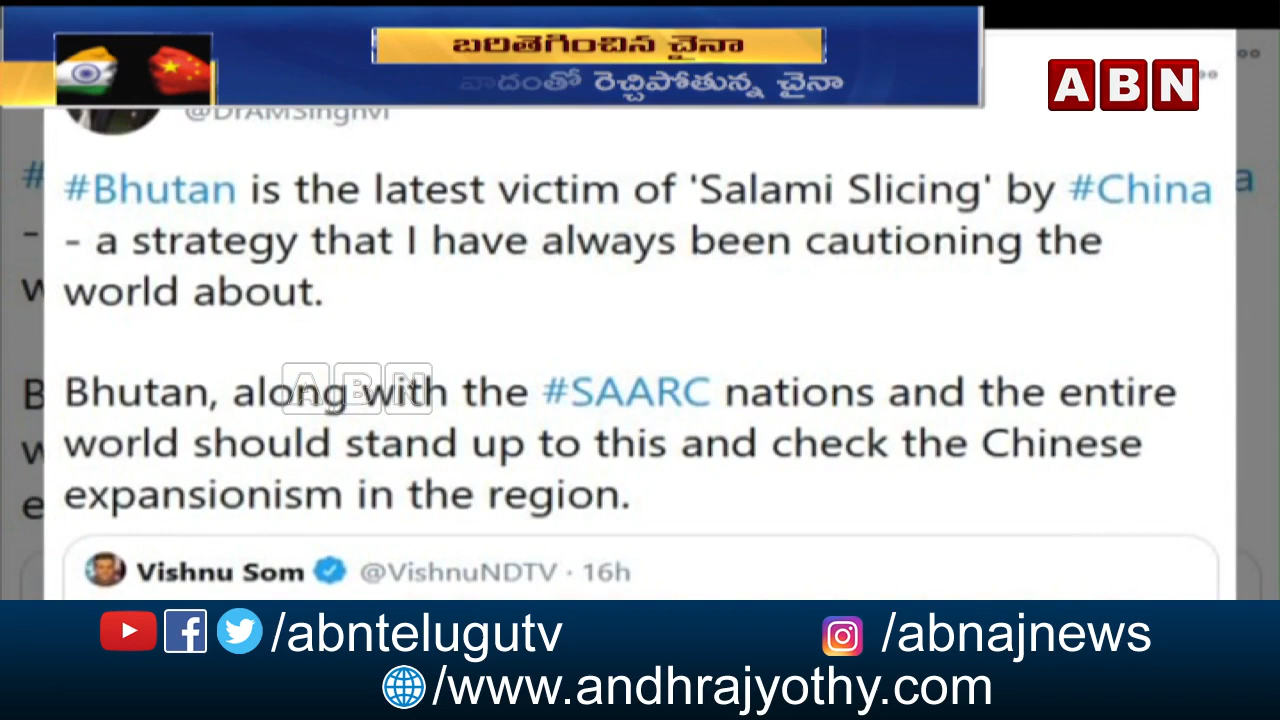 బరితెగించిన చైనా
వాదంతో రెచ్చిపోతున్న చైనా
ABN
@DrAMSinghvi
#Bhutan is the latest victim of 'Salami Slicing' by #China
- a strategy that I have always been cautioning the
world about.
Bhutan, along with the #SAARC nations and the entire
world should stand up to this and check the Chinese
expansionism in the region.
ABN
Vishnu Som @VishnuNDTV · 16h
/abntelugutv
/abnajnews
/www.andhrajyothy.com